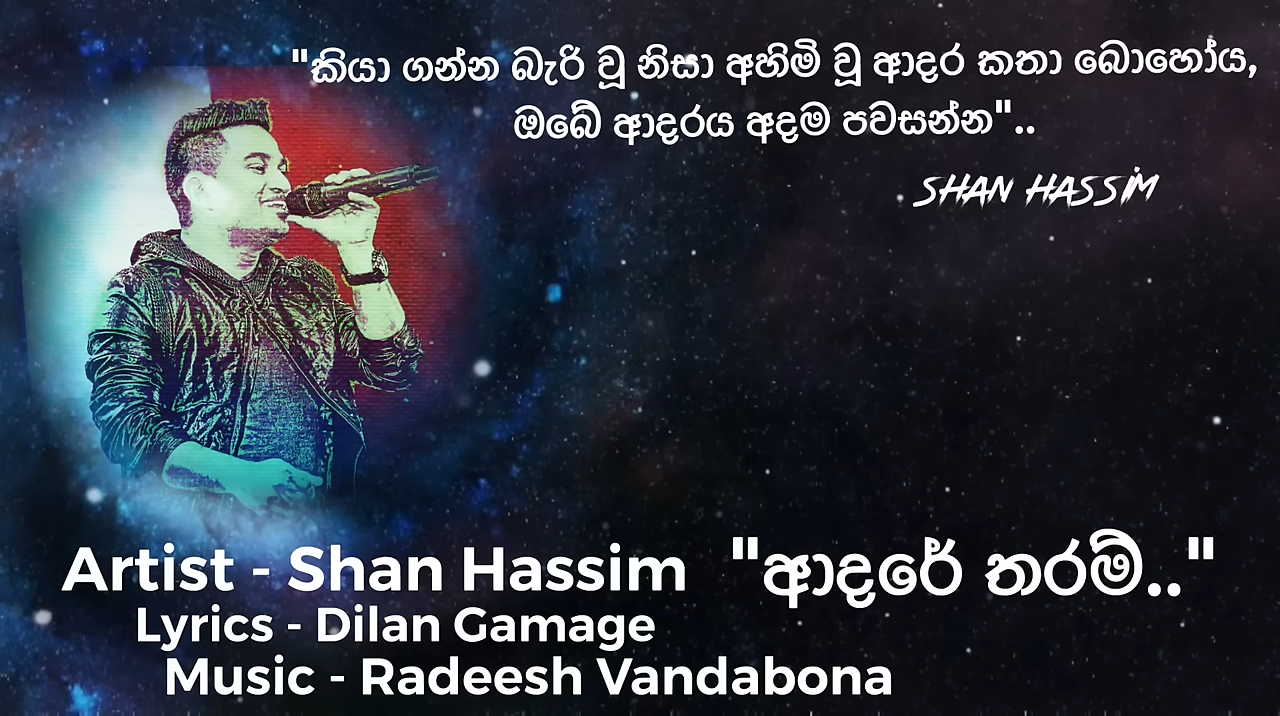 "කියා ගන්න බැරි වූ නිසා අහිමි වූ ආදර කතා බොහෝය,
ඔබේ ආදරය අදම පවසන්න"..
SHAN HASSIM
Artist - Shan Hassim "ආදරේ තරම්.."
Lyrics - Dilan Gamage
Music - Radeesh Vandabona